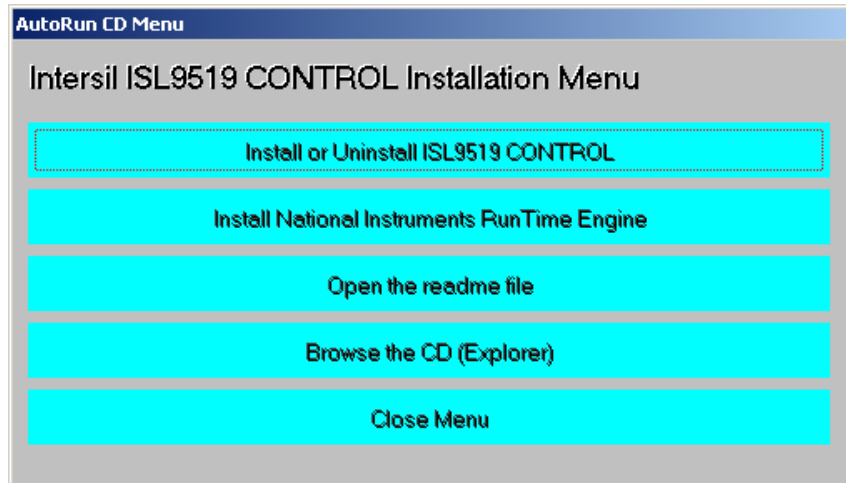 AutoRun CD Menu
Intersil ISL9519 CONTROL Installation Menu
Install or Uninstall ISL9519 CONTROL
Install National Instruments RunTime Engine
Open the readme file
Browse the CD (Explorer)
Close Menu